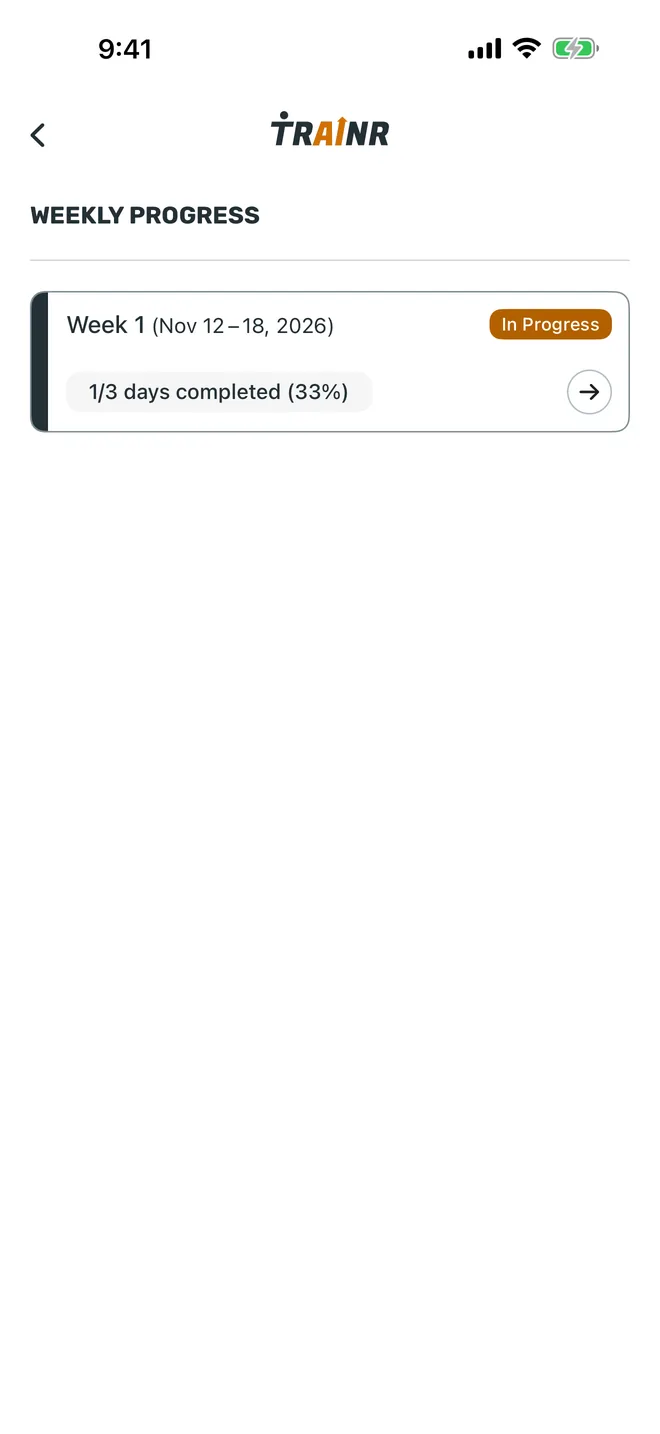 9:41
TRAINR
WEEKLY PROGRESS
Week 1 (Nov 12–18, 2026)
In Progress
1/3 days completed (33%)